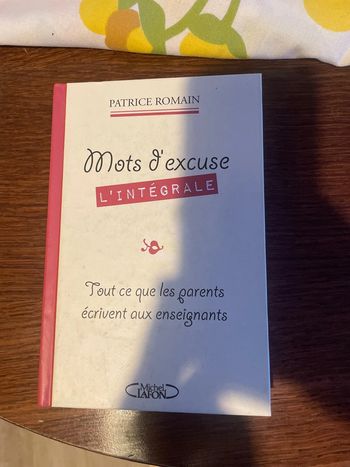 PATRICE ROMAIN
Mots d'excuse
L'INTÉGRALE
Tout ce que les parents
écrivent aux enseignants
Michel
LAFON